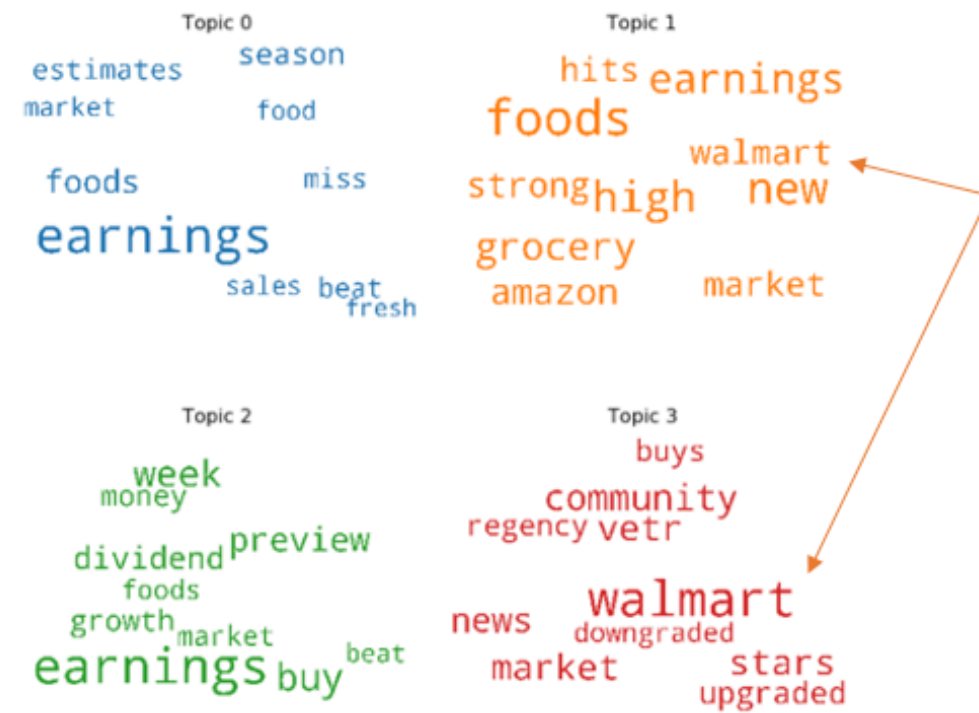 Topic 0
season
estimates
market
food
foods
miss
earnings
sales
beat
fresh
Topic 1
hits
earnings
foods
walmart
strong
high
new
grocery
amazon
market
Topic 2
week
money
preview
dividend
foods
growth
market
beat
earnings
buy
Topic 3
buys
community
regency
vetr
walmart
news
downgraded
market
stars
upgraded